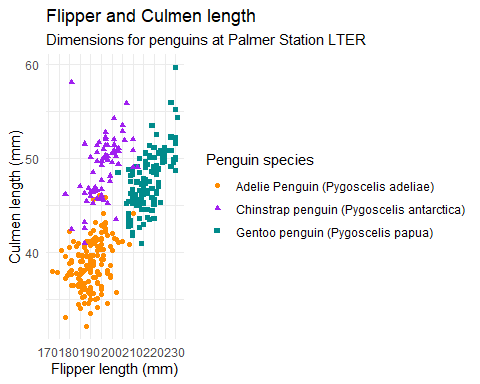 Flipper and Culmen length
Dimensions for penguins at Palmer Station LTER
60
50
40
Culmen length (mm)
170180190200210220230
Flipper length (mm)
Penguin species
Adelie Penguin (Pygoscelis adeliae)
Chinstrap penguin (Pygoscelis antarctica)
Gentoo penguin (Pygoscelis papua)